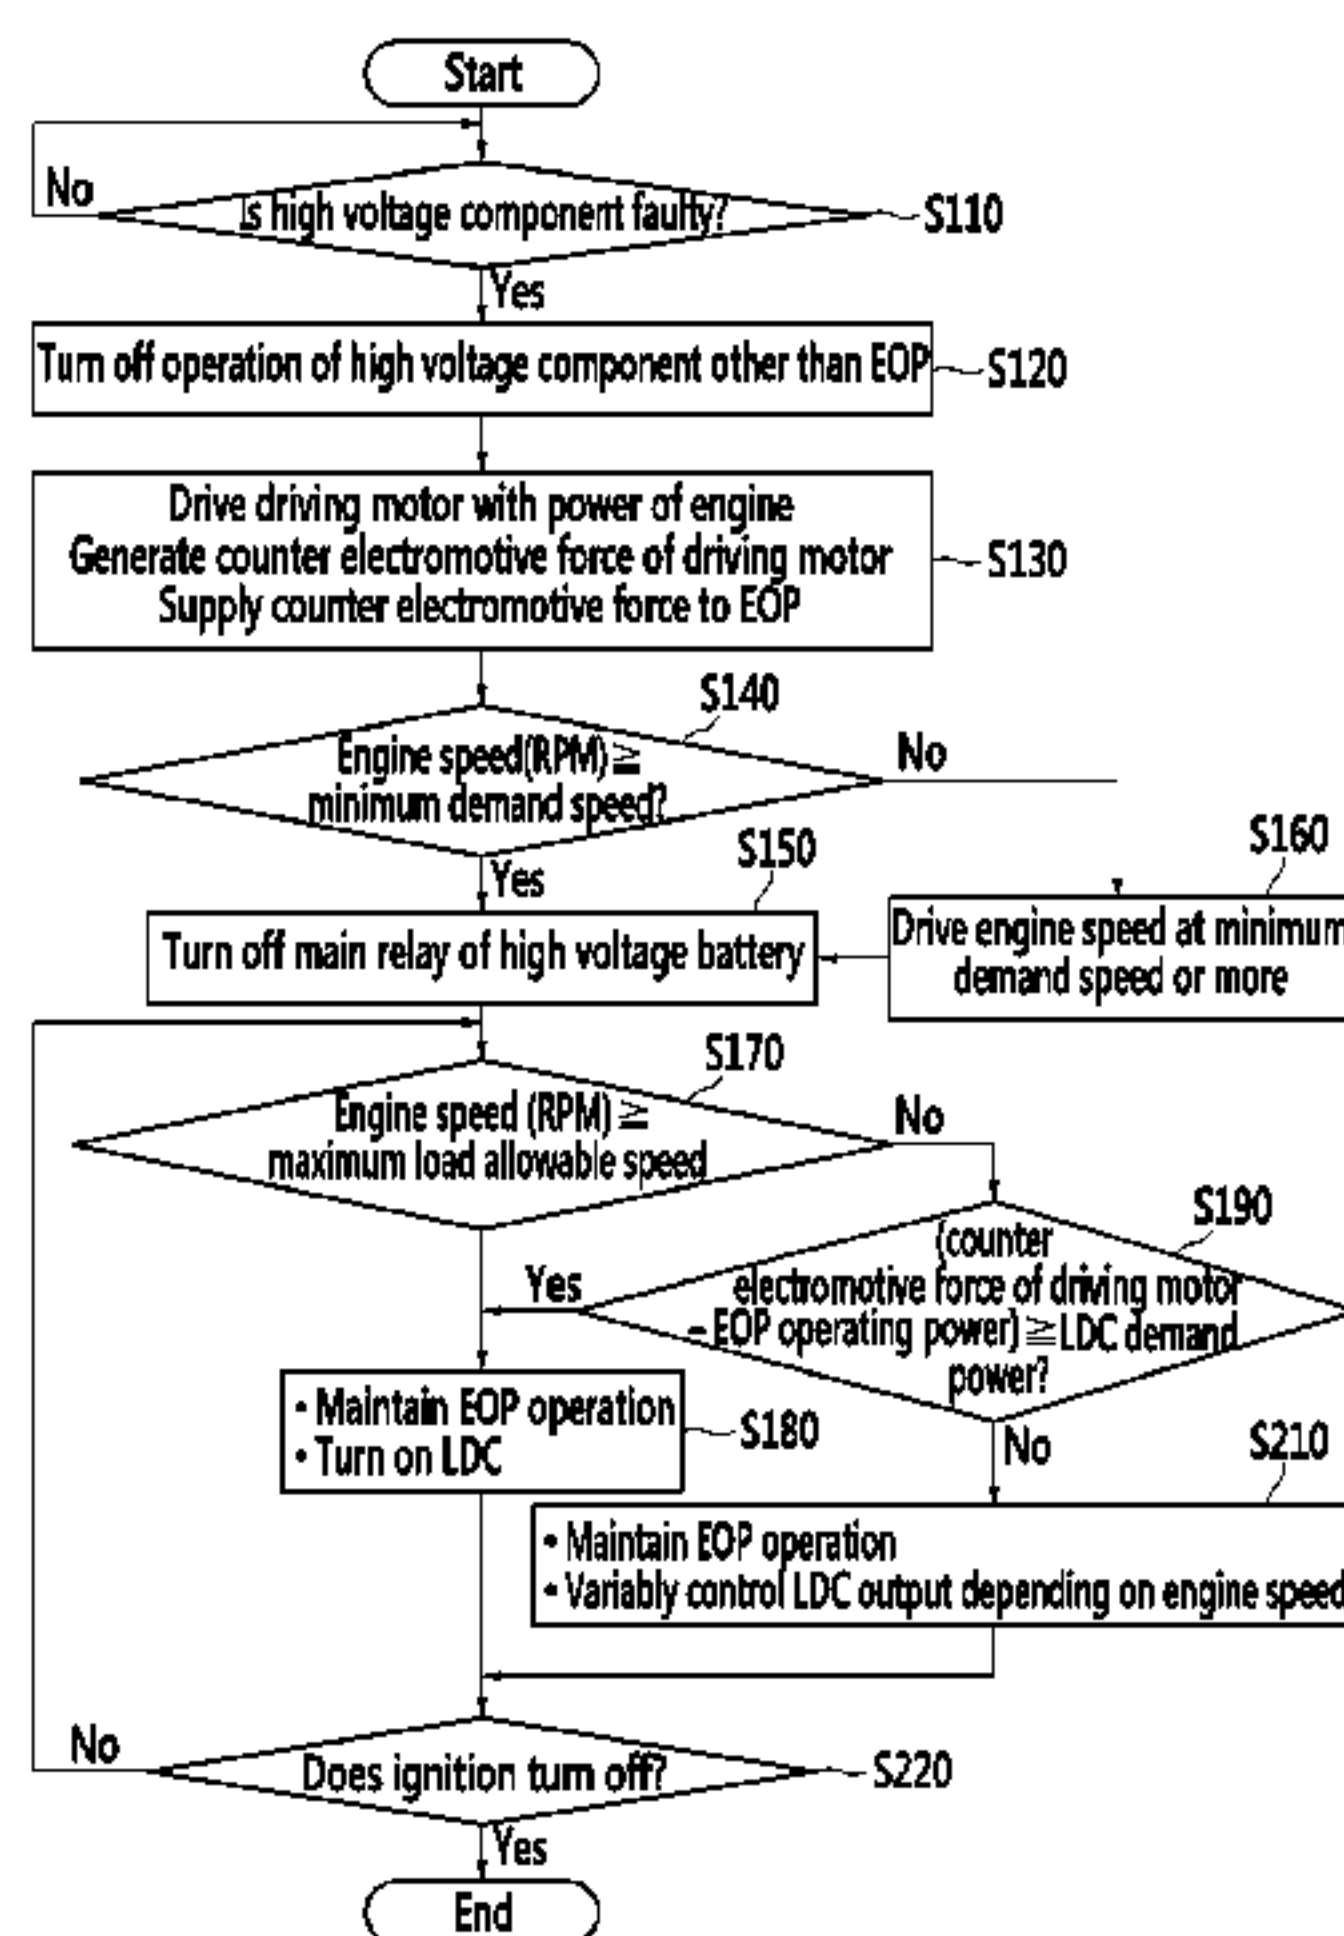 Start
No
Is high voltage component faulty?
S110
Yes
Turn off operation of high voltage component other than EOP
S120
Drive driving motor with power of engine
Generate counter electromotive force of driving motor
Supply counter electromotive force to EOP
S130
S140
Engine speed(RPM) ≧
minimum demand speed?
No
Yes
S150
S160
Turn off main relay of high voltage battery
Drive engine speed at minimum
demand speed or more
S170
Engine speed (RPM) ≧
maximum load allowable speed
No
S190
(counter
electromotive force of driving motor
– EOP operating power) ≧ LDC demand
power?
Yes
• Maintain EOP operation
• Turn on LDC
S180
No
S210
• Maintain EOP operation
• Variably control LDC output depending on engine speed
No
Does ignition turn off?
S220
Yes
End